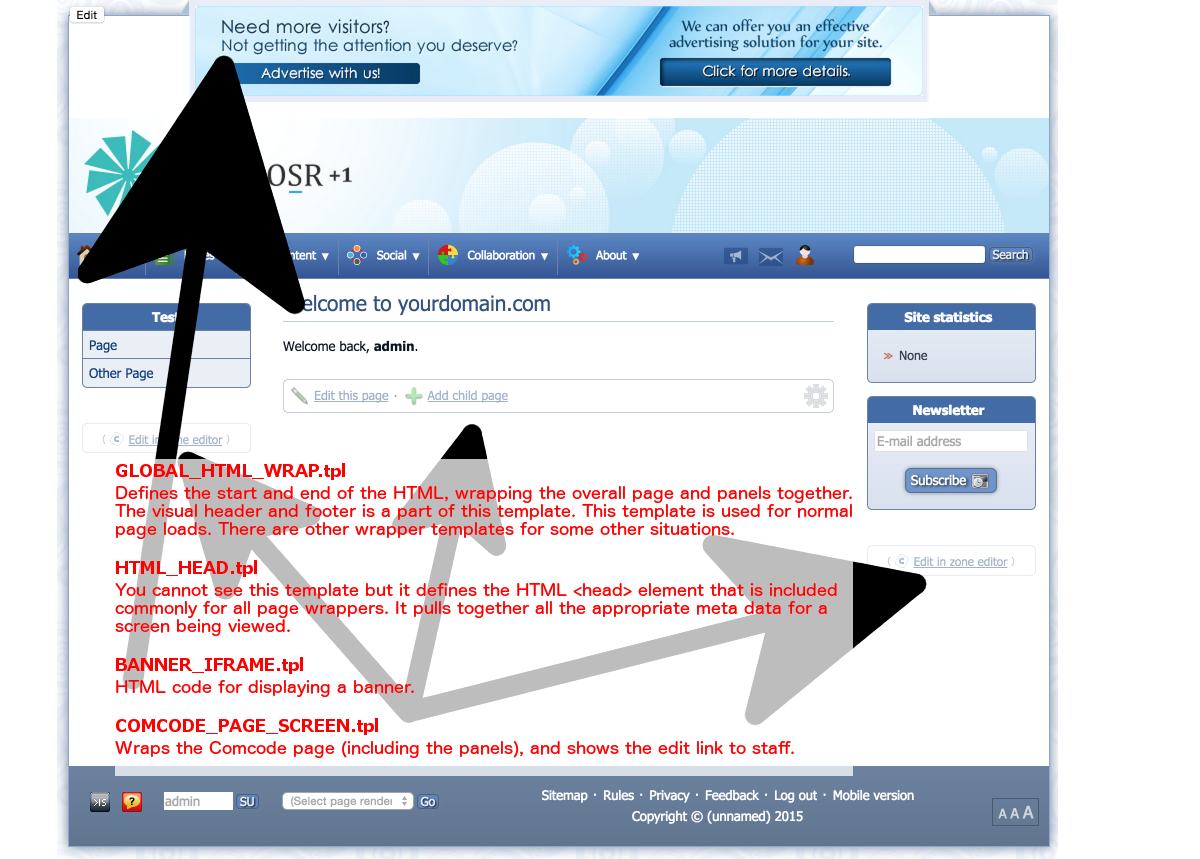 Edit
Need more visitors?
Not getting the attention you deserve?
Advertise with us!
We can offer you an effective
advertising solution for your site.
Click for more details.
OSR +1
Social ▼
Collaboration ▼
About ▼
Search
Test
Page
Other Page
( Edit in zone editor )
elcome to yourdomain.com
Welcome back, admin.
Edit this page · Add child page
Site statistics
» None
Newsletter
E-mail address
Subscribe
( Edit in zone editor )
GLOBAL_HTML_WRAP.tpl
Defines the start and end of the HTML, wrapping the overall page and panels together.
The visual header and footer is a part of this template. This template is used for normal
page loads. There are other wrapper templates for some other situations.
HTML_HEAD.tpl
You cannot see this template but it defines the HTML <head> element that is included
commonly for all page wrappers. It pulls together all the appropriate meta data for a
screen being viewed.
BANNER_IFRAME.tpl
HTML code for displaying a banner.
COMCODE_PAGE_SCREEN.tpl
Wraps the Comcode page (including the panels), and shows the edit link to staff.
admin SU (Select page render Go
Sitemap · Rules · Privacy · Feedback · Log out · Mobile version
Copyright © (unnamed) 2015
A A A